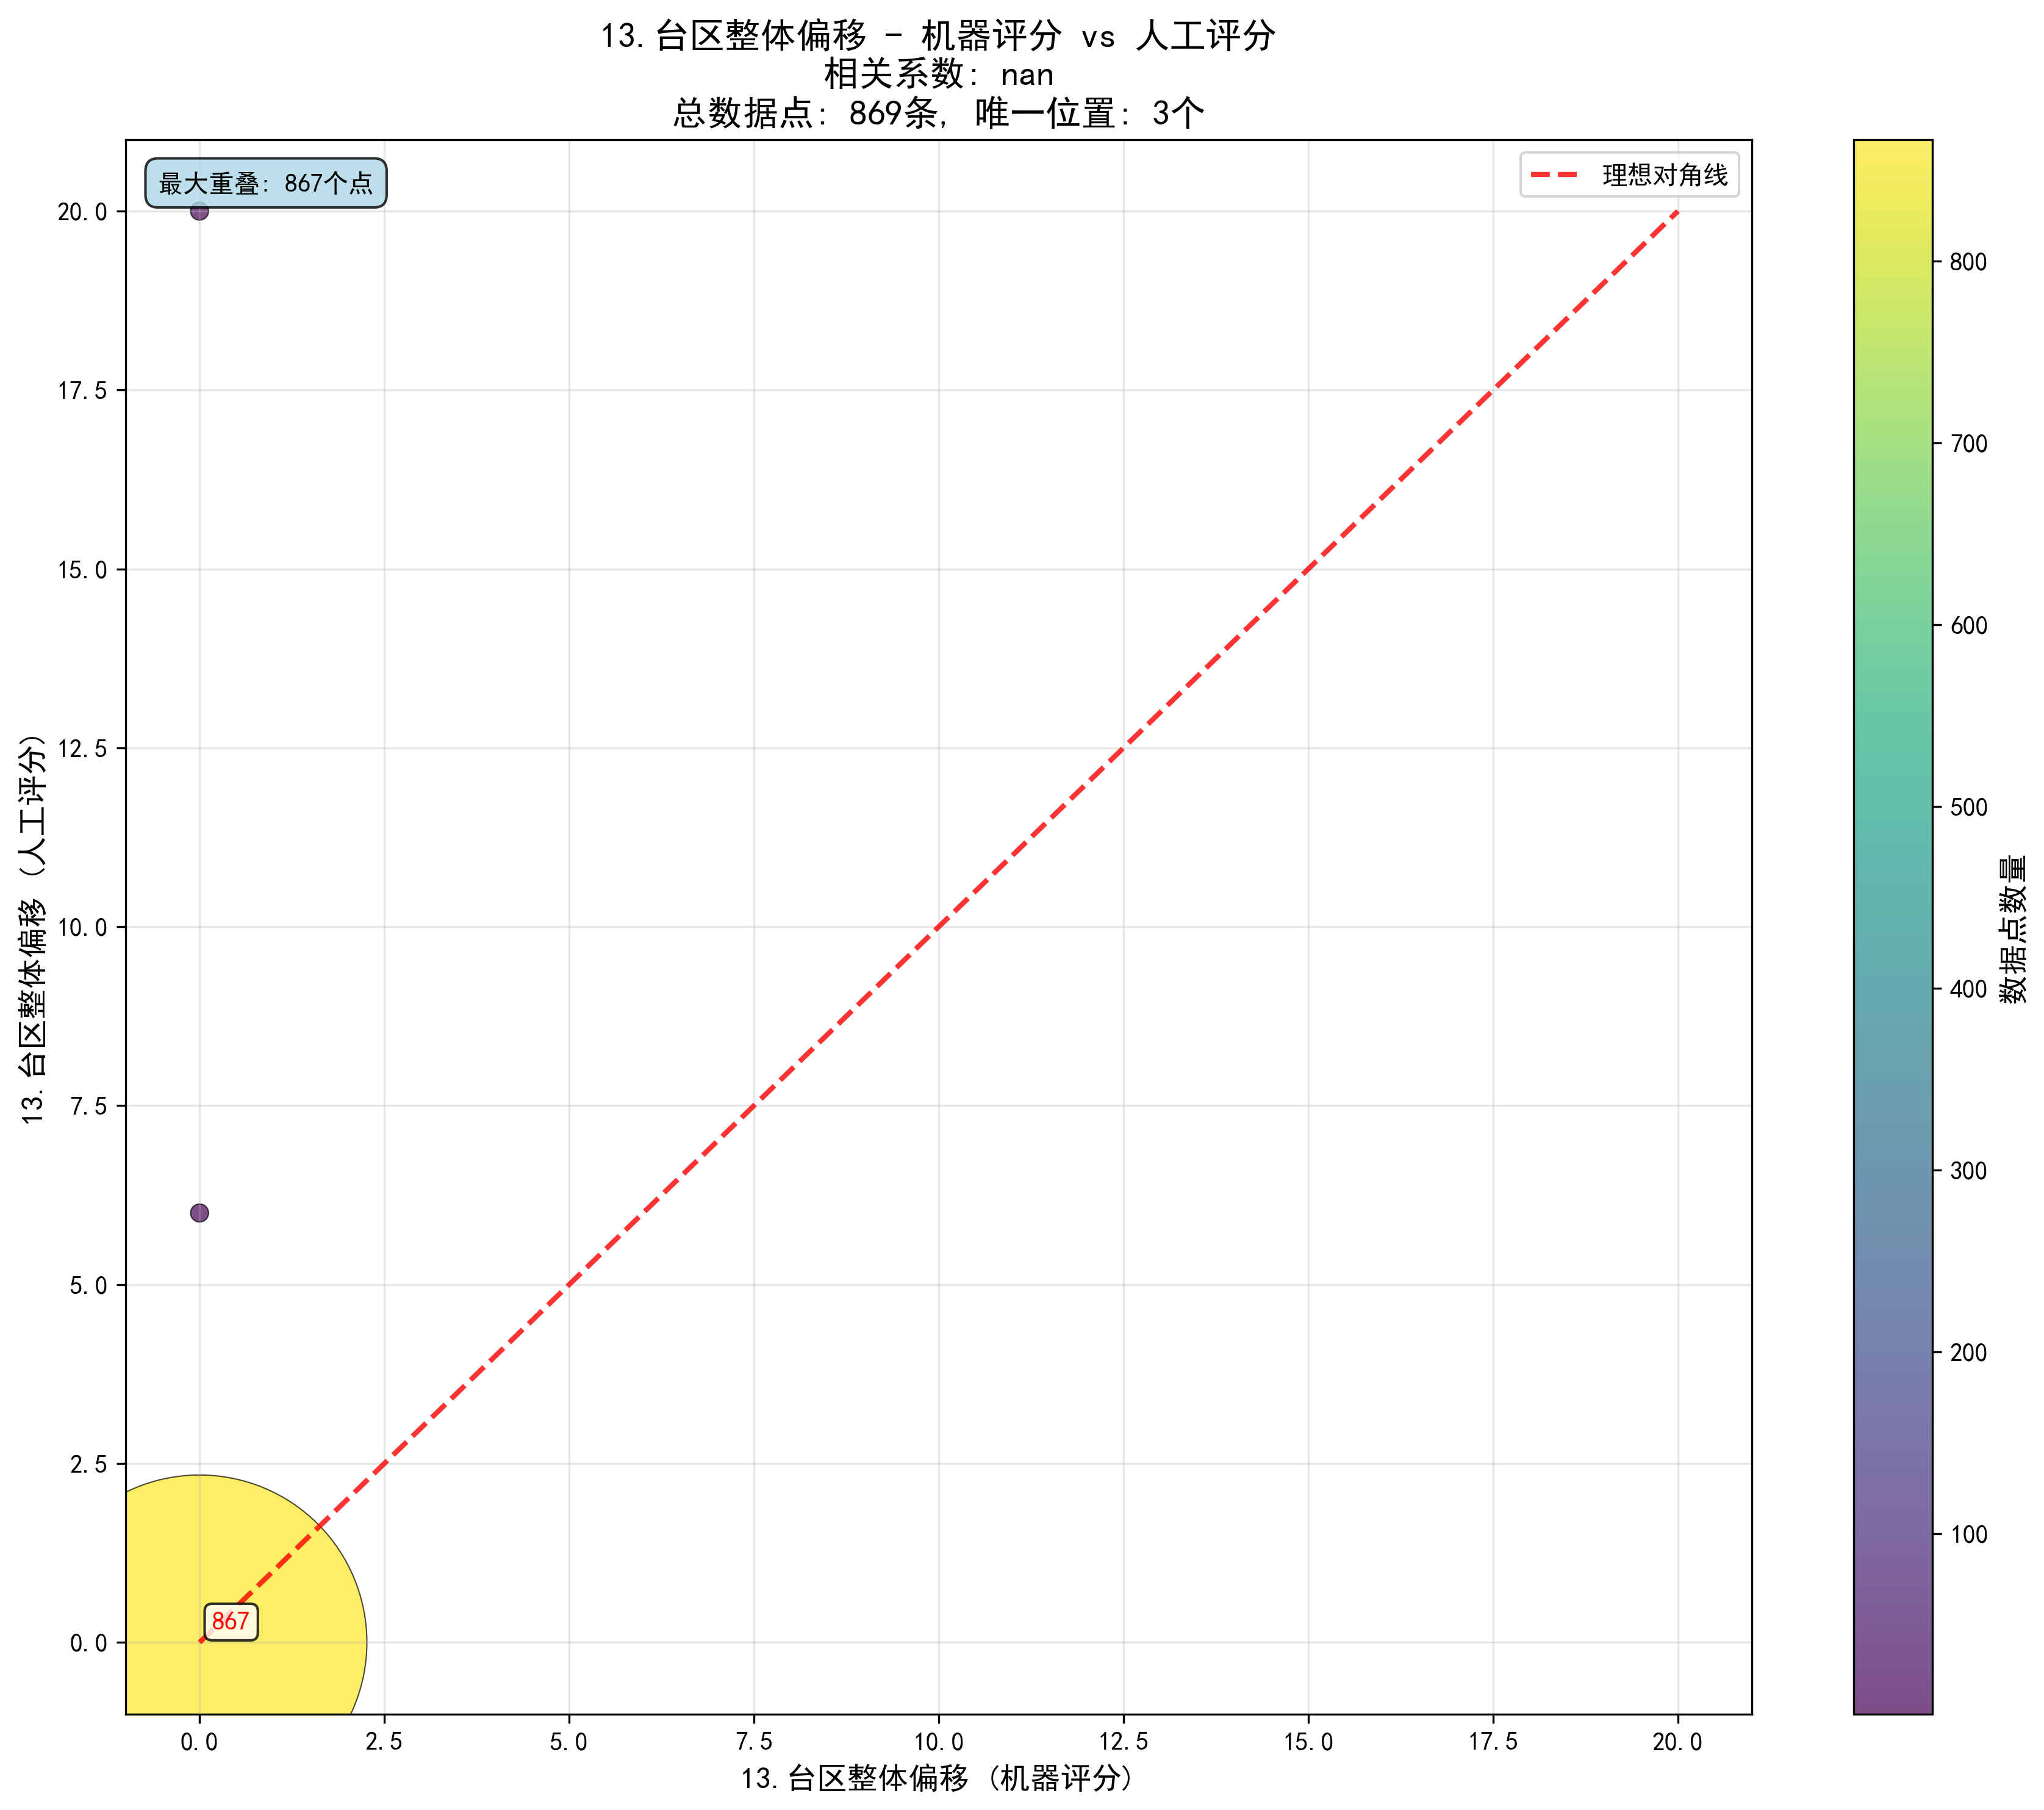 13.台区整体偏移 - 机器评分 vs 人工评分
相关系数: nan
总数据点: 869条, 唯一位置: 3个
最大重叠: 867个点
理想对角线
20.0
17.5
15.0
12.5
10.0
7.5
5.0
2.5
0.0
13.台区整体偏移 (人工评分)
867
0.0 2.5 5.0 7.5 10.0 12.5 15.0 17.5 20.0
13.台区整体偏移 (机器评分)
800
700
600
500
400
300
200
100
数据点数量